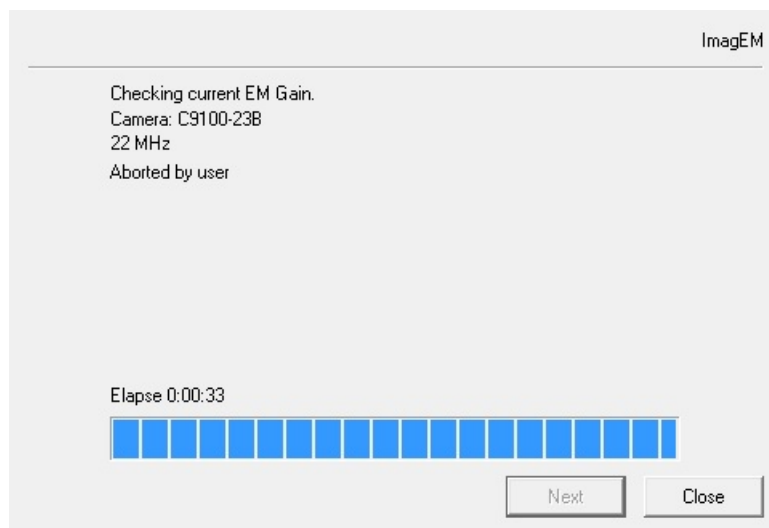 ImagEM
Checking current EM Gain.
Camera: C9100-23B
22 MHz
Aborted by user
Elapse 0:00:33
Next
Close